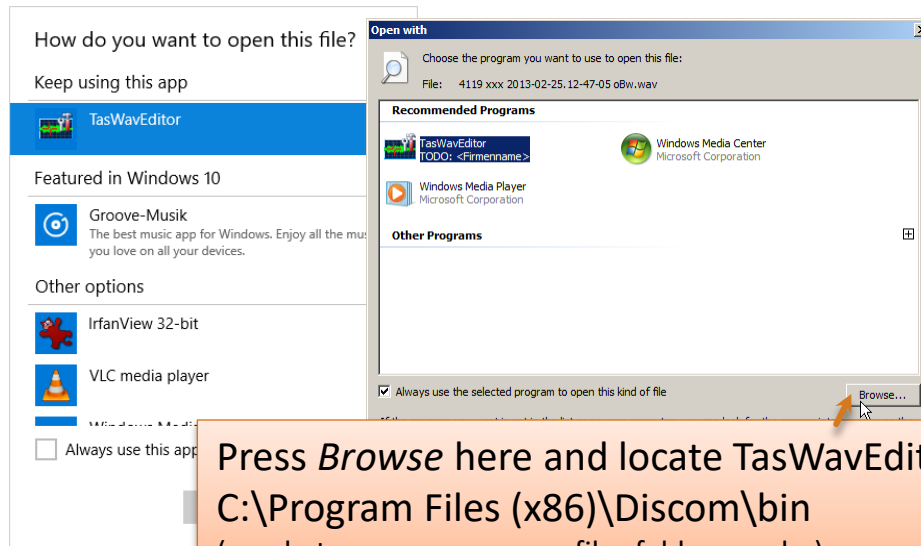 How do you want to open this file?
Keep using this app
TasWavEditor
Featured in Windows 10
Groove-Musik
The best music app for Windows. Enjoy all the
you love on all your devices.
Other options
IrfanView 32-bit
VLC media player
Always use this app
Open with
Choose the program you want to use to open this file:
File: 4119 xxx 2013-02-25.12-47-05 oBw.wav
Recommended Programs
TasWavEditor
TODO: <Firmenname>
Windows Media Center
Microsoft Corporation
Windows Media Player
Microsoft Corporation
Other Programs
Always use the selected program to open this kind of file
Browse...
Press Browse here and locate
C:\Program Files (x86)\Discom\bin